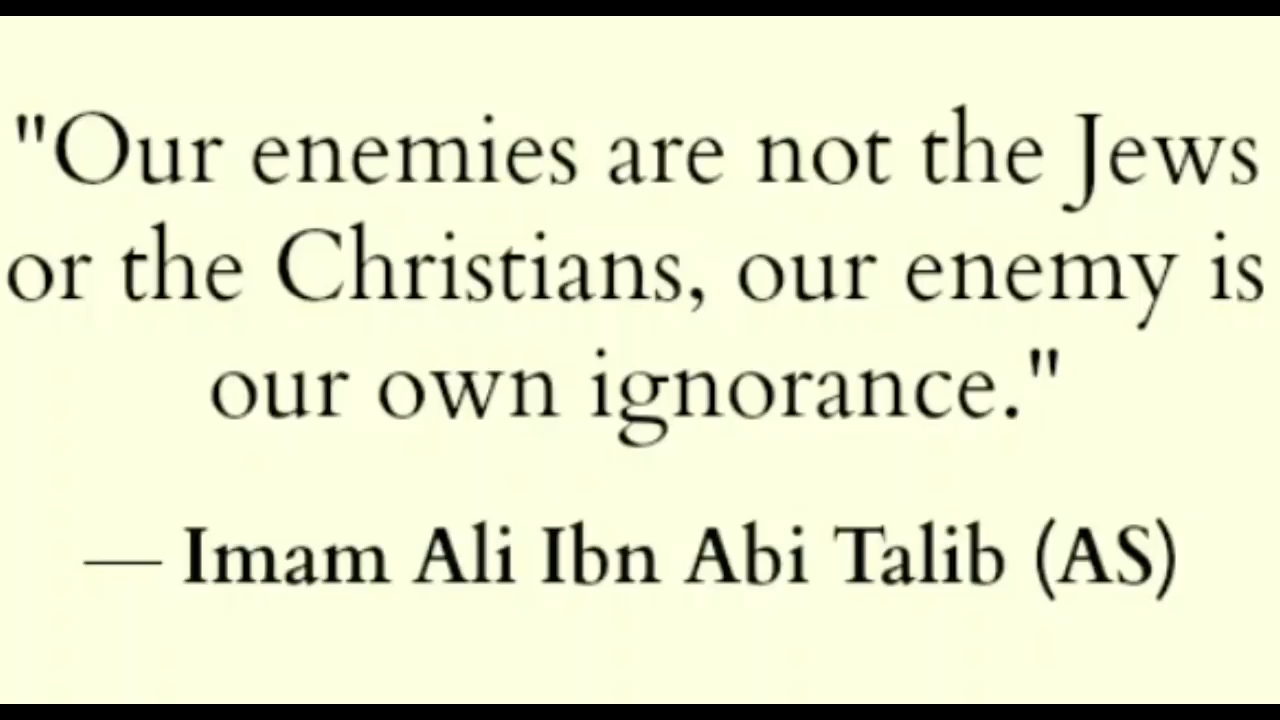 "Our enemies are not the Jews
or the Christians, our enemy is
our own ignorance."
— Imam Ali Ibn Abi Talib (AS)